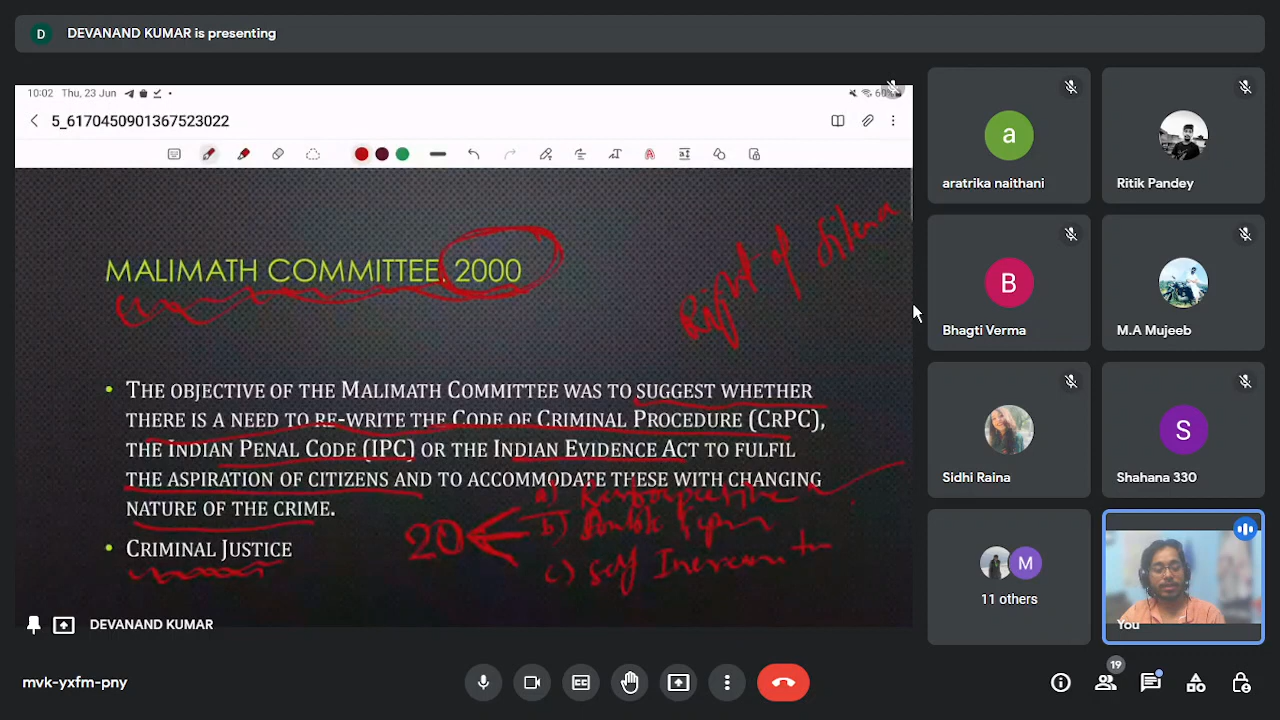 D DEVANAND KUMAR is presenting
10:02 Thu, 23 Jun
60%
5_6170450901367523022
MALIMATH COMMITTEE, 2000
Right of
THE OBJECTIVE OF THE MALIMATH COMMITTEE WAS TO SUGGEST WHETHER
THERE IS A NEED TO RE-WRITE THE CODE OF CRIMINAL PROCEDURE (CRPC),
THE INDIAN PENAL CODE (IPC) OR THE INDIAN EVIDENCE ACT TO FULFIL
THE ASPIRATION OF CITIZENS AND TO ACCOMMODATE THESE WITH CHANGING
NATURE OF THE CRIME.
CRIMINAL JUSTICE
20
a)
b)
c) Self
DEVANAND KUMAR
a
aratrika naithani
Ritik Pandey
B
Bhagti Verma
M.A Mujeeb
Sidhi Raina
S
Shahana 330
M
11 others
You
mvk-yxfm-pny
CC
19